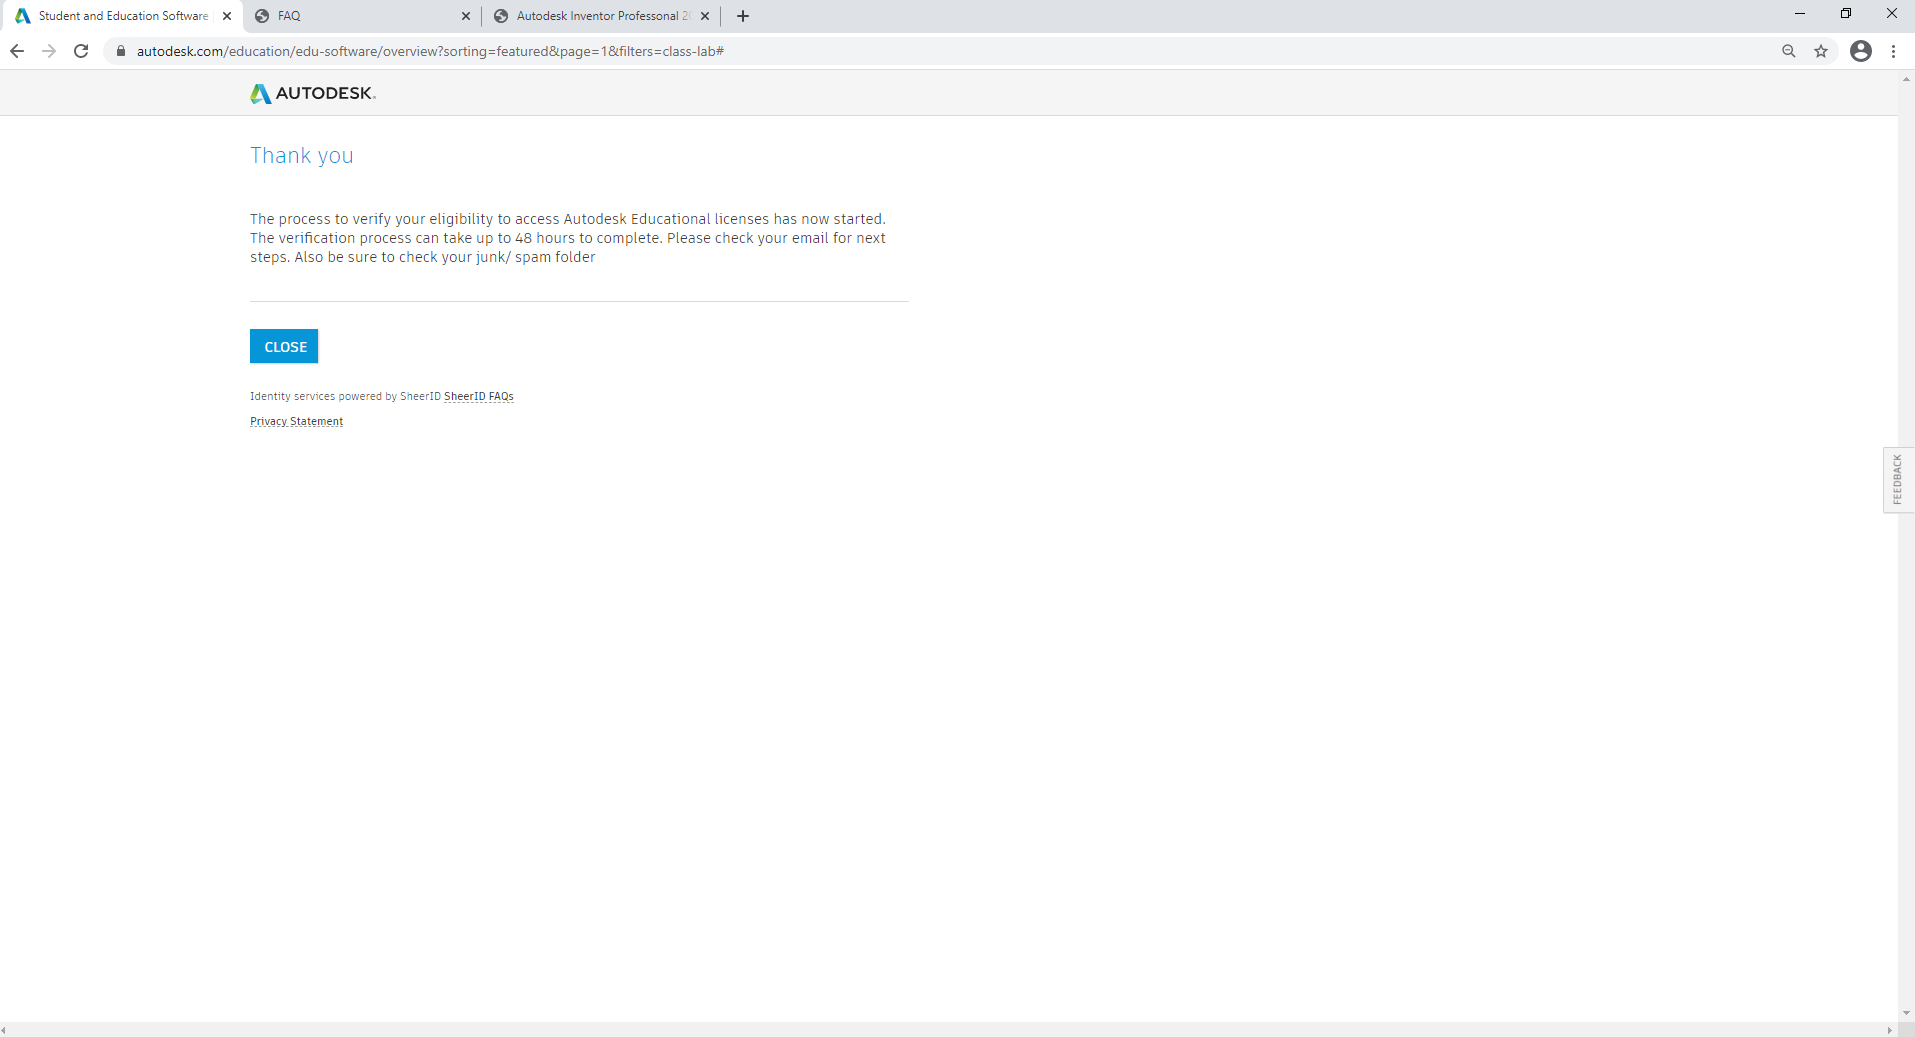 Student and Education Software
FAQ
Autodesk Inventor Professonal 20
autodesk.com/education/edu-software/overview?sorting=featured&page=1&filters=class-lab#
AUTODESK.
Thank you
The process to verify your eligibility to access Autodesk Educational licenses has now started.
The verification process can take up to 48 hours to complete. Please check your email for next
steps. Also be sure to check your junk/ spam folder
CLOSE
Identity services powered by SheerID SheerID FAQs
Privacy Statement
FEEDBACK